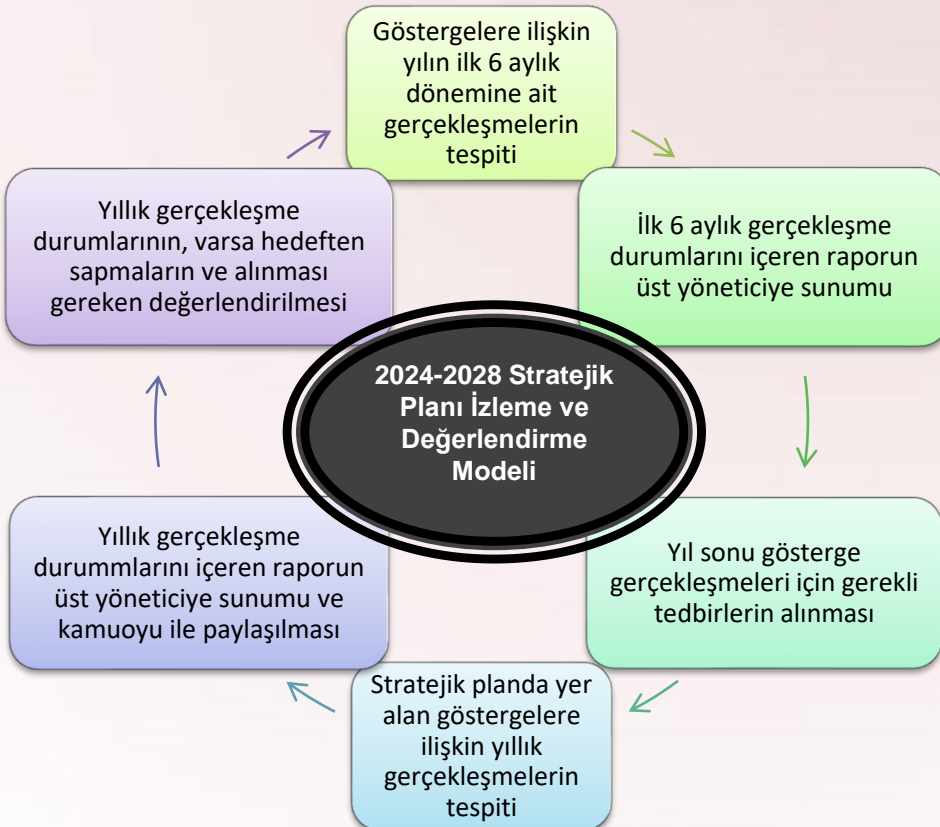 Göstergelere ilişkin
yılın ilk 6 aylık
dönemine ait
gerçekleşmelerin
tespiti
İlk 6 aylık gerçekleşme
durumlarını içeren raporun
üst yöneticiye sunumu
Yıl sonu gösterge
gerçekleşmeleri için gerekli
tedbirlerin alınması
Stratejik planda yer
alan göstergelere
ilişkin yıllık
gerçekleşmelerin
tespiti
Yıllık gerçekleşme
durummlarını içeren raporun
üst yöneticiye sunumu ve
kamuoyu ile paylaşılması
Yıllık gerçekleşme
durumlarının, varsa hedeften
sapmaların ve alınması
gereken değerlendirilmesi
2024-2028 Stratejik
Planı İzleme ve
Değerlendirme
Modeli